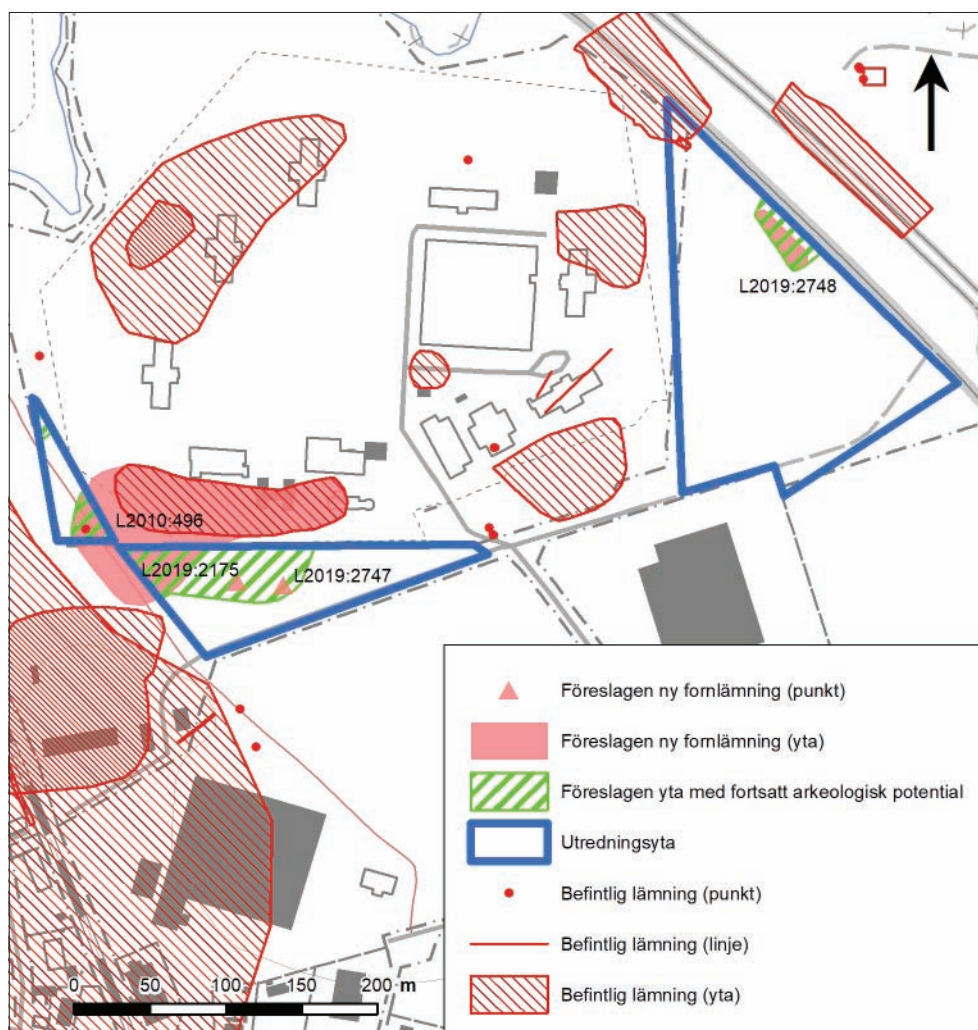 L2019:2748
L2010:496
L2019:2175
L2019:2747
Föreslagen ny fornlämning (punkt)
Föreslagen ny fornlämning (yta)
Föreslagen yta med fortsatt arkeologisk potential
Utredningsyta
Befintlig lämning (punkt)
Befintlig lämning (linje)
Befintlig lämning (yta)
0 50 100 150 200 m